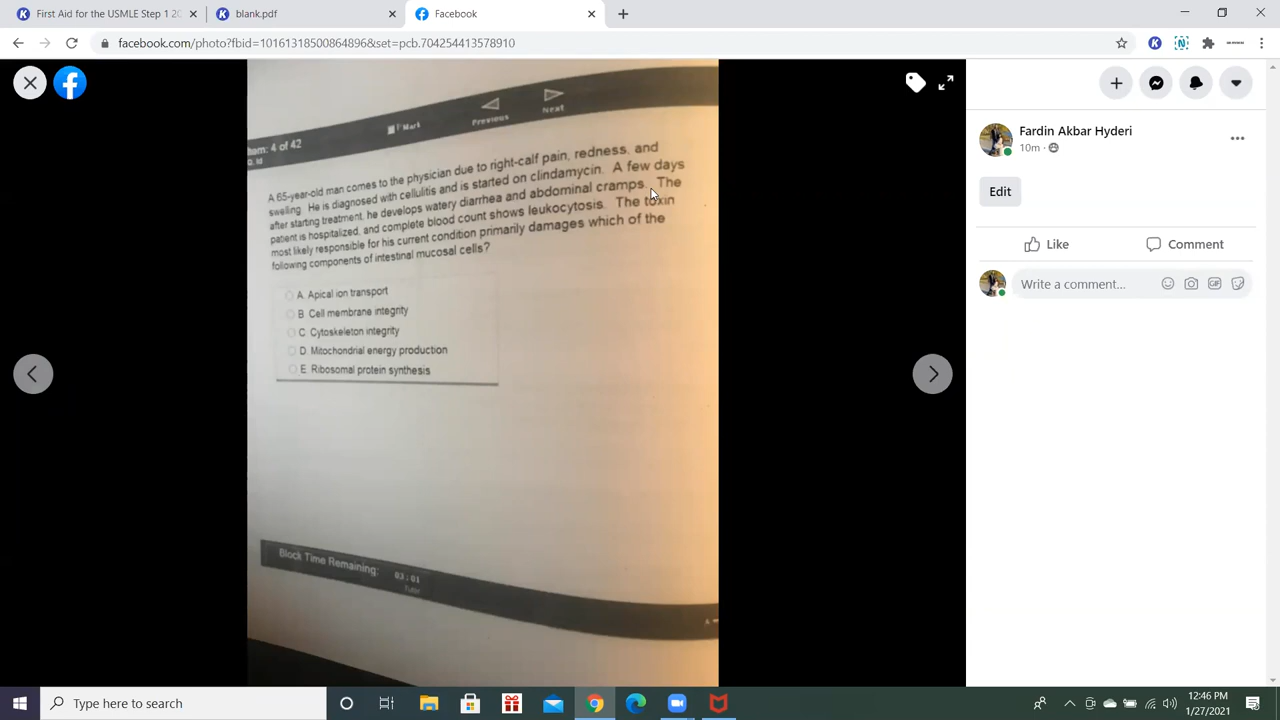 First Aid for the USMLE Step 1 20
blank.pdf
Facebook
facebook.com/photo?fbid=10161318500864896&set=pcb.704254413578910
Item: 4 of 42
Q. Id
Mark
Previous
Next
A 65-year-old man comes to the physician due to right-calf pain, redness, and
swelling. He is diagnosed with cellulitis and is started on clindamycin. A few days
after starting treatment, he develops watery diarrhea and abdominal cramps. The
patient is hospitalized, and complete blood count shows leukocytosis. The toxin
most likely responsible for his current condition primarily damages which of the
following components of intestinal mucosal cells?
A. Apical ion transport
B. Cell membrane integrity
C. Cytoskeleton integrity
D. Mitochondrial energy production
E. Ribosomal protein synthesis
Block Time Remaining:
03:01
Tutor
A
Fardin Akbar Hyderi
10m
Edit
Like
Comment
Write a comment...
Type here to search
12:46 PM
1/27/2021